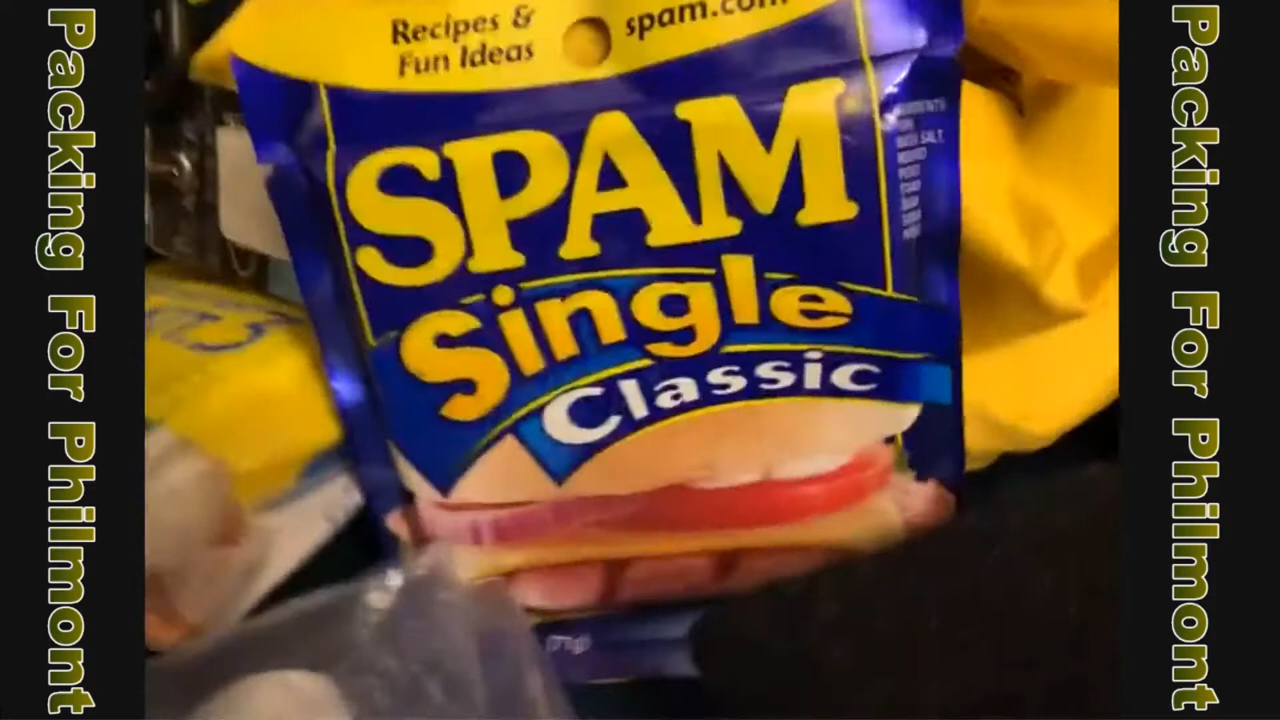 Packing For Philmont
Recipes &
Fun Ideas
spam.com
SPAM
Single
Classic
Packing For Philmont